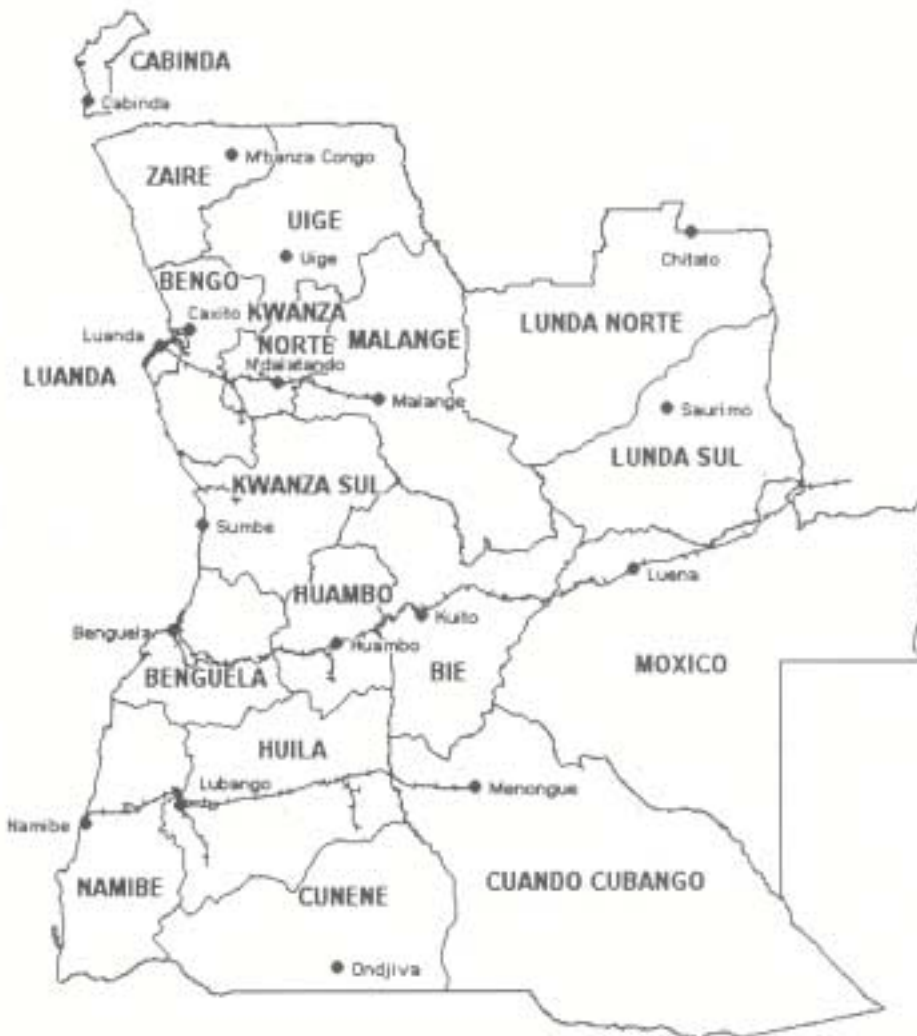 CABINDA
Cabinda
M'banza Congo
ZAIRE
UIGE
Uige
Chitato
BENGO
Caxito
KWANZA
NORTE
LUNDA NORTE
MALANGE
Luanda
LUANDA
N'dalatando
Malange
Saurimo
LUNDA SUL
KWANZA SUL
Sumbe
Luena
HUAMBO
Kuito
Benguela
Huambo
BIE
MOXICO
BENGUELA
HUILA
Lubango
Menongue
Namibe
NAMIBE
CUNENE
CUANDO CUBANGO
Ondjiva